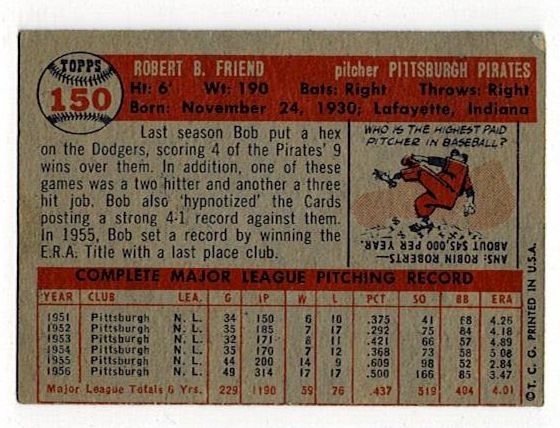 TOPPS
150
ROBERT B. FRIEND pitcher PITTSBURGH PIRATES
Ht: 6' Wt: 190 Bats: Right Throws: Right
Born: November 24, 1930; Lafayette, Indiana
Last season Bob put a hex
on the Dodgers, scoring 4 of the Pirates' 9
wins over them. In addition, one of these
games was a two hitter and another a three
hit job. Bob also 'hypnotized' the Cards
posting a strong 4-1 record against them.
In 1955, Bob set a record by winning the
E.R.A. Title with a last place club.
WHO IS THE HIGHEST PAID
PITCHER IN BASEBALL?
ANS: ROBIN ROBERTS—
ABOUT $45,000 PER YEAR.
COMPLETE MAJOR LEAGUE PITCHING RECORD
YEAR CLUB LEA. G IP W L PCT SO BB ERA
1951 Pittsburgh N. L. 34 150 6 10 .375 41 68 4.26
1952 Pittsburgh N. L. 35 185 7 17 .292 75 84 4.18
1953 Pittsburgh N. L. 32 171 8 11 .421 66 57 4.89
1954 Pittsburgh N. L. 35 170 7 12 .368 73 58 5.08
1955 Pittsburgh N. L. 44 200 14 9 .609 98 52 2.84
1956 Pittsburgh N. L. 49 314 17 17 .500 166 85 3.47
Major League Totals 6 Yrs. 229 1190 59 76 .437 519 404 4.01
© T. C. G. PRINTED IN U.S.A.